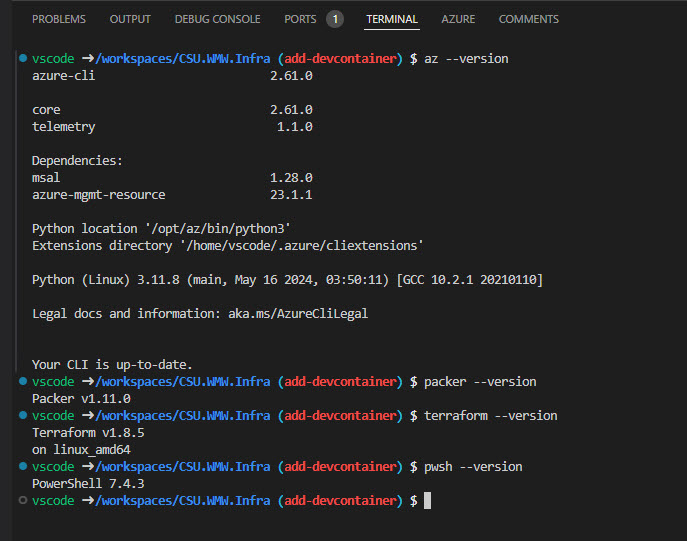 PROBLEMS OUTPUT DEBUG CONSOLE PORTS 1 TERMINAL AZURE COMMENTS
vscode ➜/workspaces/CSU.WMW.Infra (add-devcontainer) $ az --version
azure-cli 2.61.0
core 2.61.0
telemetry 1.1.0
Dependencies:
msal 1.28.0
azure-mgmt-resource 23.1.1
Python location '/opt/az/bin/python3'
Extensions directory '/home/vscode/.azure/cliextensions'
Python (Linux) 3.11.8 (main, May 16 2024, 03:50:11) [GCC 10.2.1 20210110]
Legal docs and information: aka.ms/AzureCliLegal
Your CLI is up-to-date.
vscode ➜/workspaces/CSU.WMW.Infra (add-devcontainer) $ packer --version
Packer v1.11.0
vscode ➜/workspaces/CSU.WMW.Infra (add-devcontainer) $ terraform --version
Terraform v1.8.5
on linux_amd64
vscode ➜/workspaces/CSU.WMW.Infra (add-devcontainer) $ pwsh --version
PowerShell 7.4.3
vscode ➜/workspaces/CSU.WMW.Infra (add-devcontainer) $